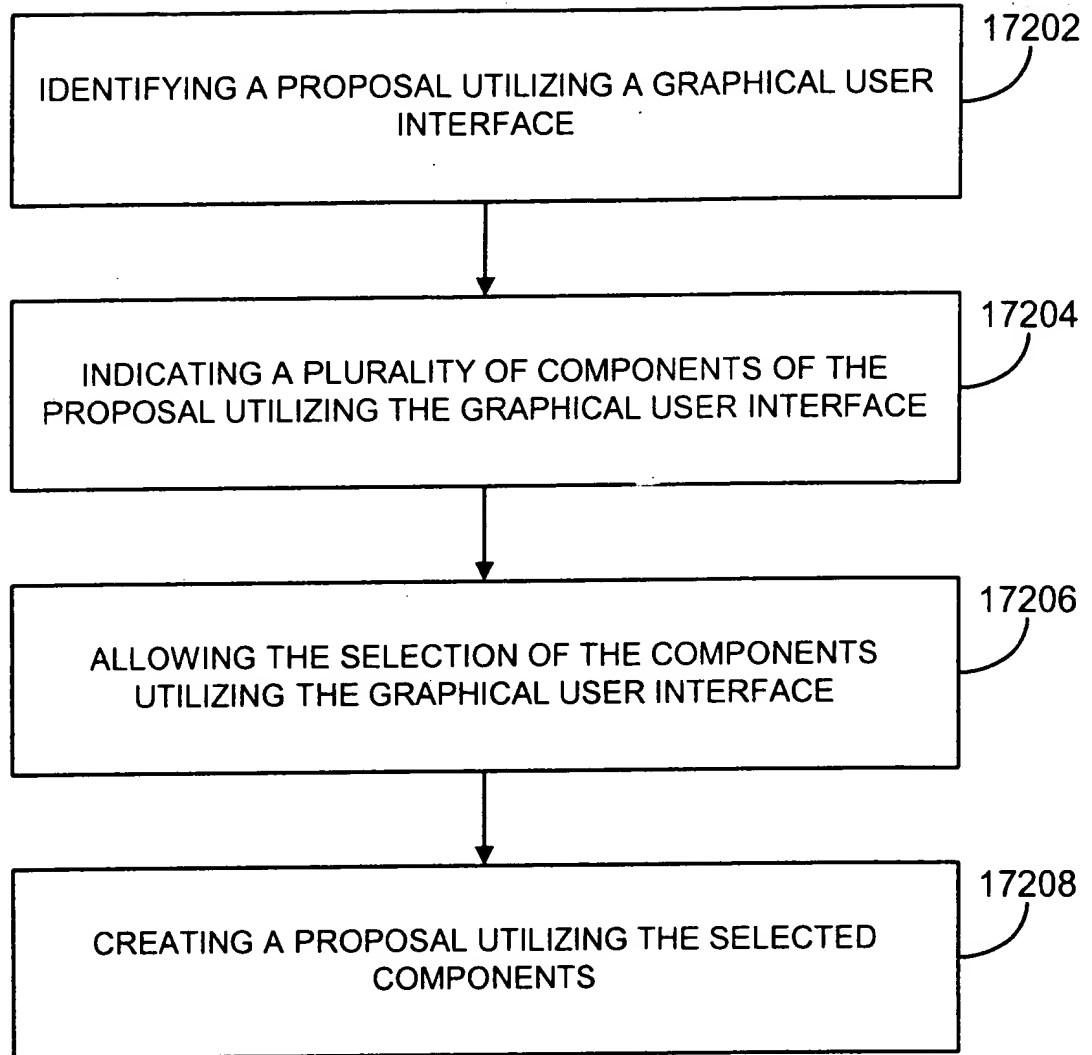 17202
IDENTIFYING A PROPOSAL UTILIZING A GRAPHICAL USER
INTERFACE
17204
INDICATING A PLURALITY OF COMPONENTS OF THE
PROPOSAL UTILIZING THE GRAPHICAL USER INTERFACE
17206
ALLOWING THE SELECTION OF THE COMPONENTS
UTILIZING THE GRAPHICAL USER INTERFACE
17208
CREATING A PROPOSAL UTILIZING THE SELECTED
COMPONENTS